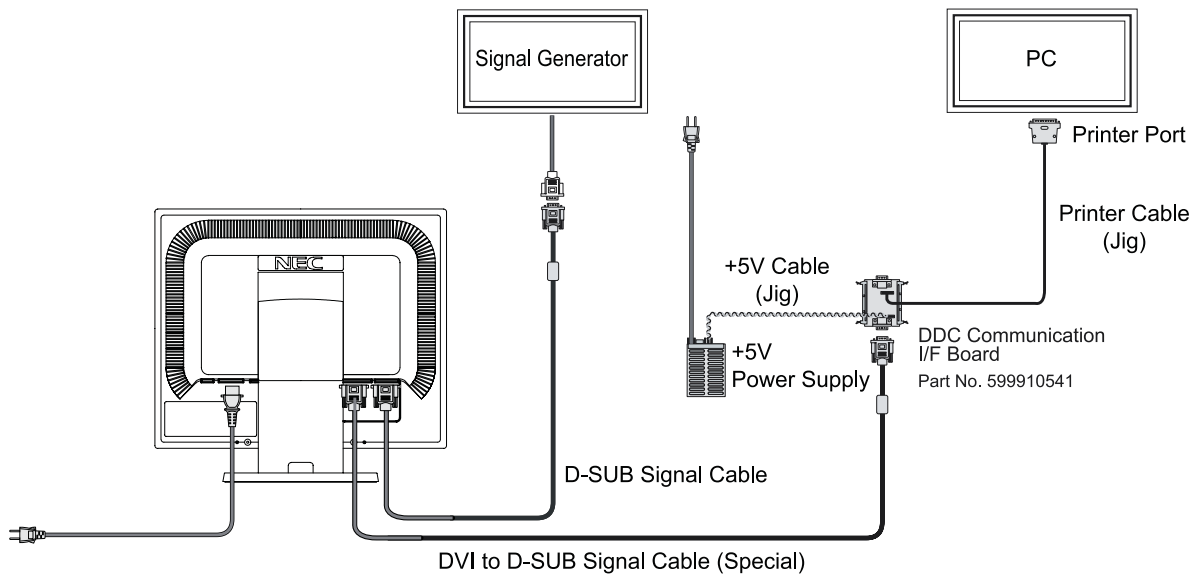 Signal Generator
PC
Printer Port
Printer Cable
(Jig)
NEC
+5V Cable
(Jig)
+5V
Power Supply
DDC Communication
I/F Board
Part No. 599910541
D-SUB Signal Cable
DVI to D-SUB Signal Cable (Special)